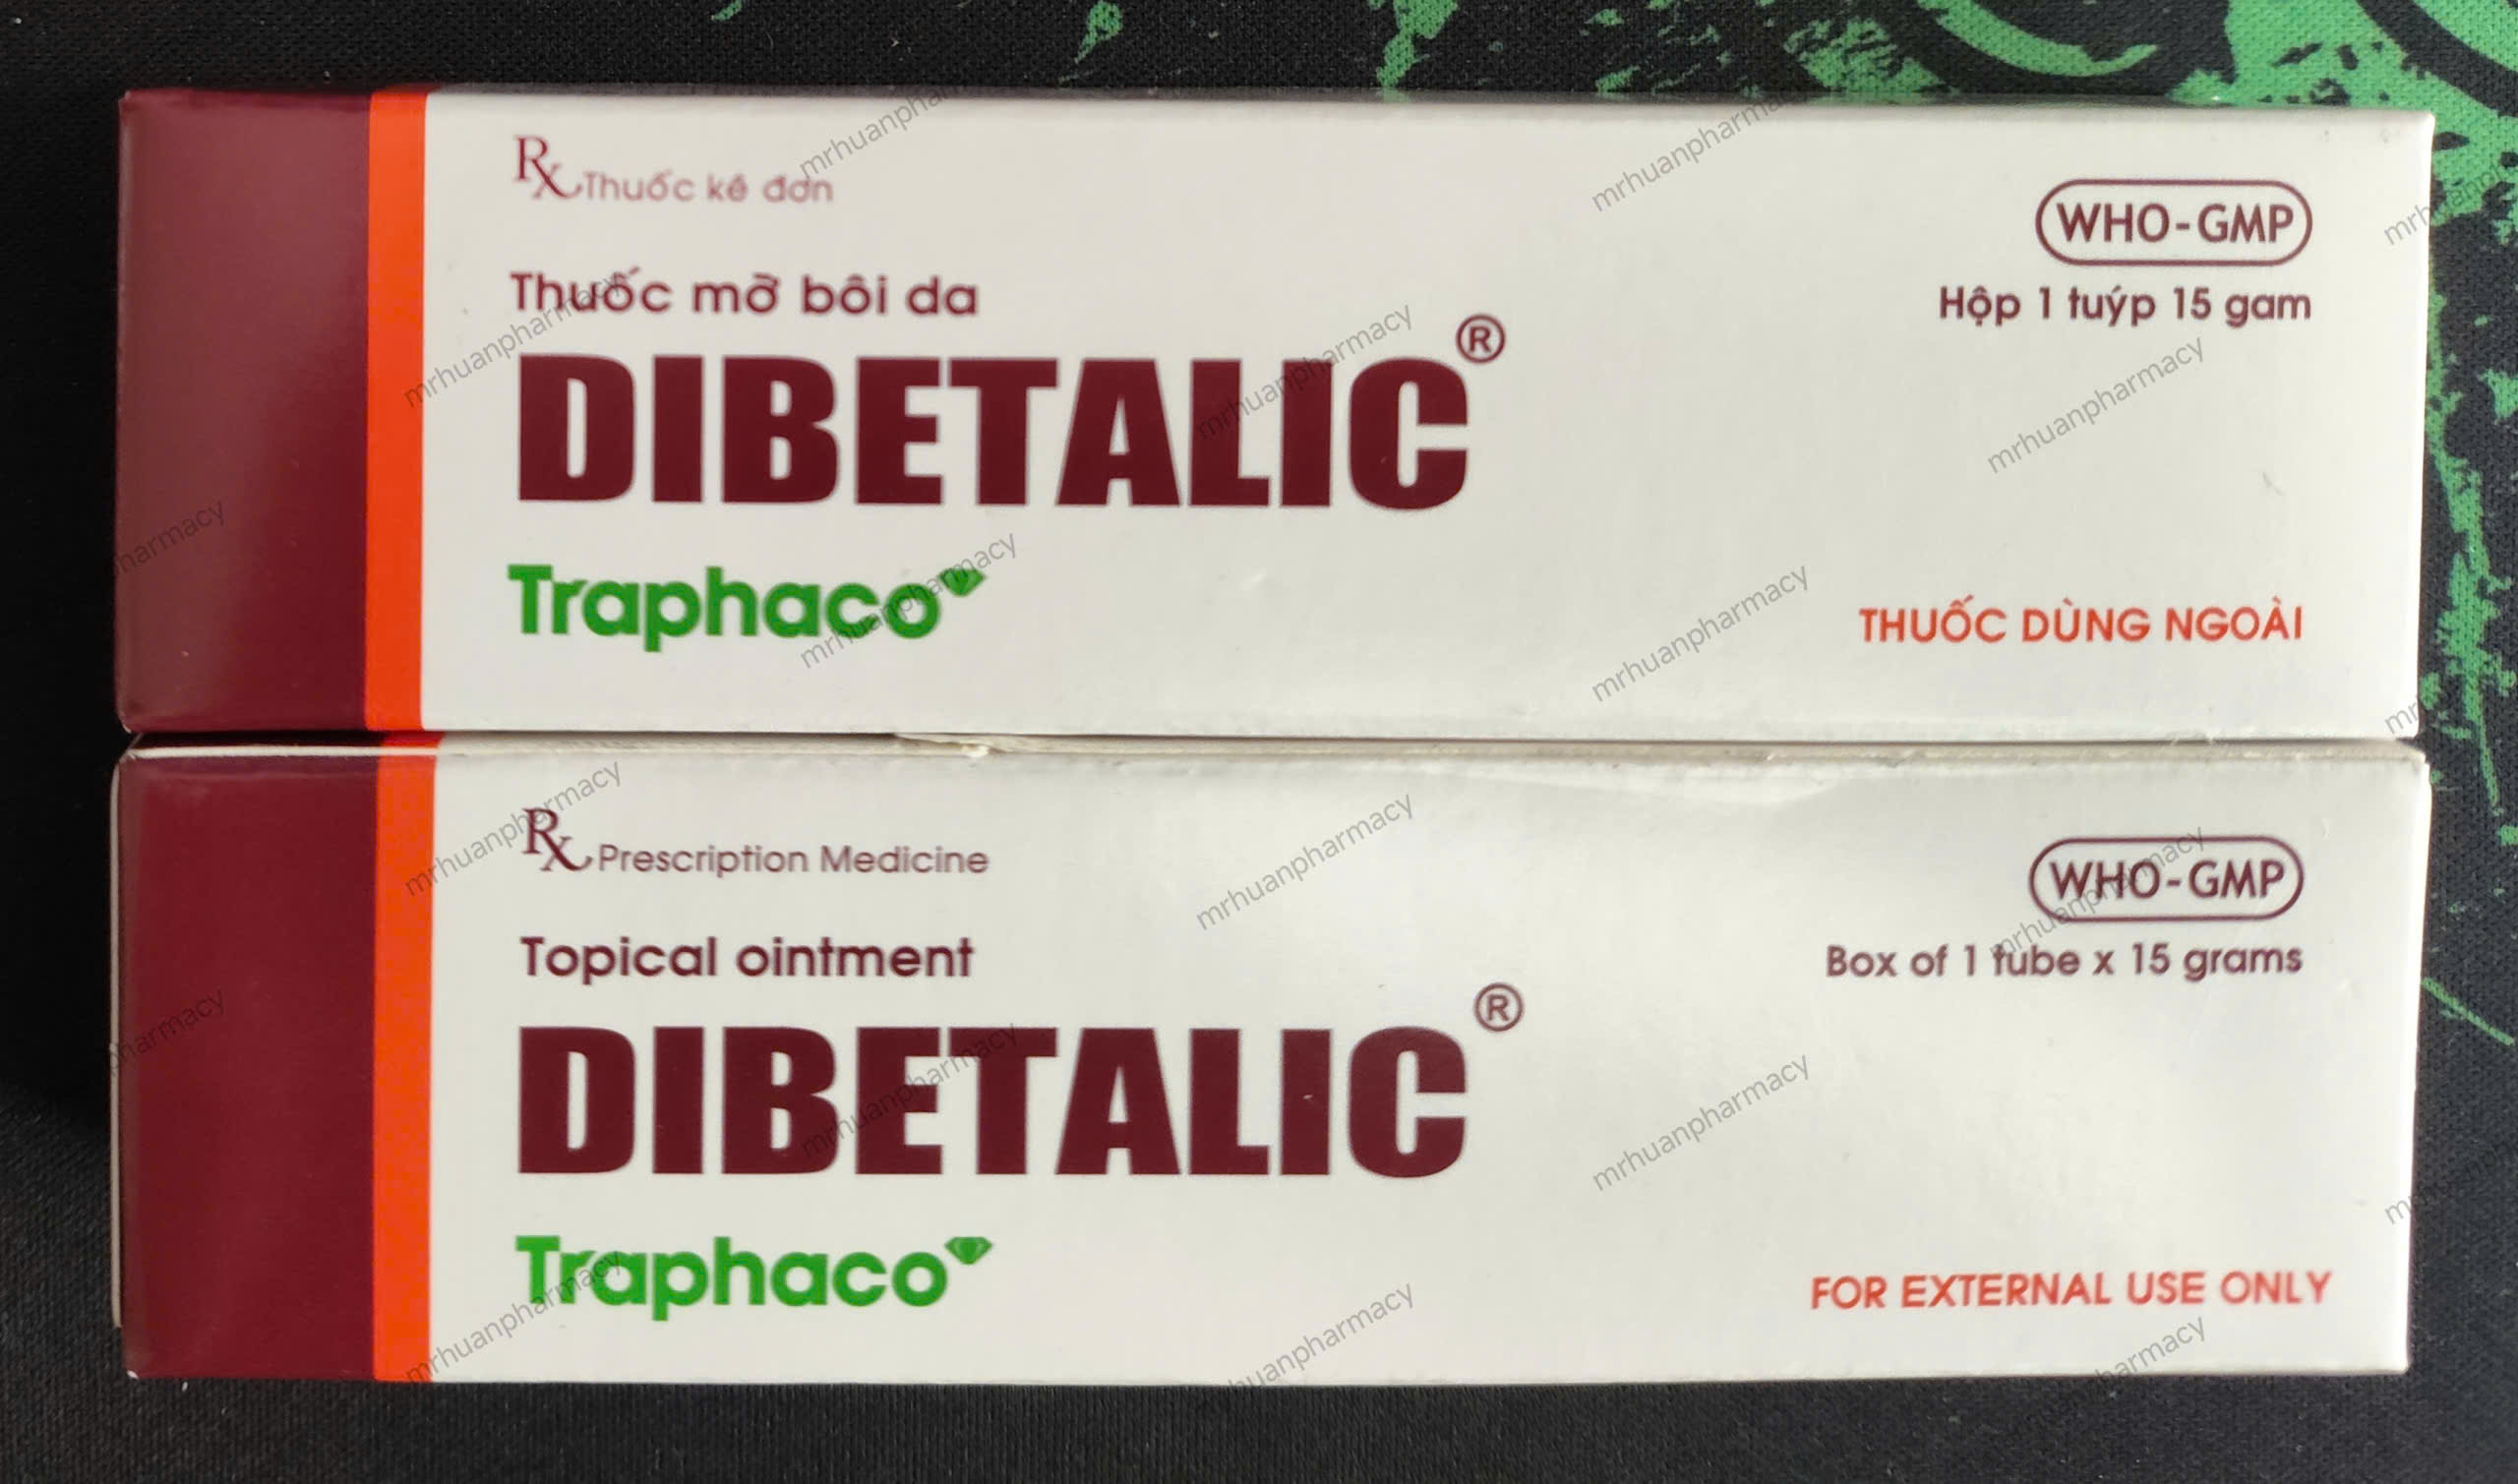 Rx Thuốc kê đơn
WHO-GMP
Thuốc mỡ bôi da
Hộp 1 tuýp 15 gam
DIBETALIC®
Traphaco
THUỐC DÙNG NGOÀI
Rx Prescription Medicine
WHO-GMP
Topical ointment
Box of 1 tube x 15 grams
DIBETALIC®
Traphaco
FOR EXTERNAL USE ONLY
mrhuanpharmacy